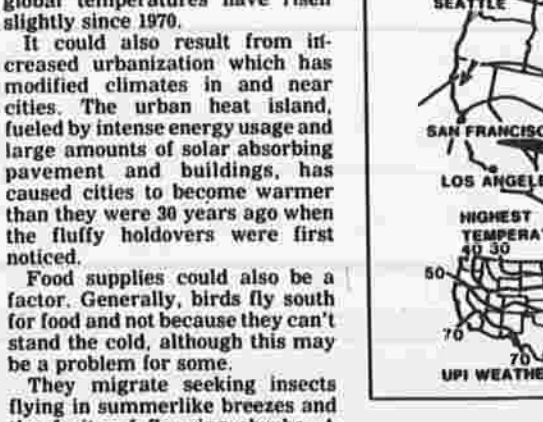 global temperatures have risen
slightly since 1970.
It could also result from in-
creased urbanization which has
modified climates in and near
cities. The urban heat island,
fueled by intense energy usage and
large amounts of solar absorbing
pavement and buildings, has
caused cities to become warmer
than they were 30 years ago when
the fluffy holdovers were first
noticed.
Food supplies could also be a
factor. Generally, birds fly south
for food and not because they can't
stand the cold, although this may
be a problem for some.
They migrate seeking insects
flying in summerlike breezes and
SEATTLE
SAN FRANCISC
LOS ANGELE
HIGHEST
TEMPERA
40 30
50
70
70
UPI WEATHE